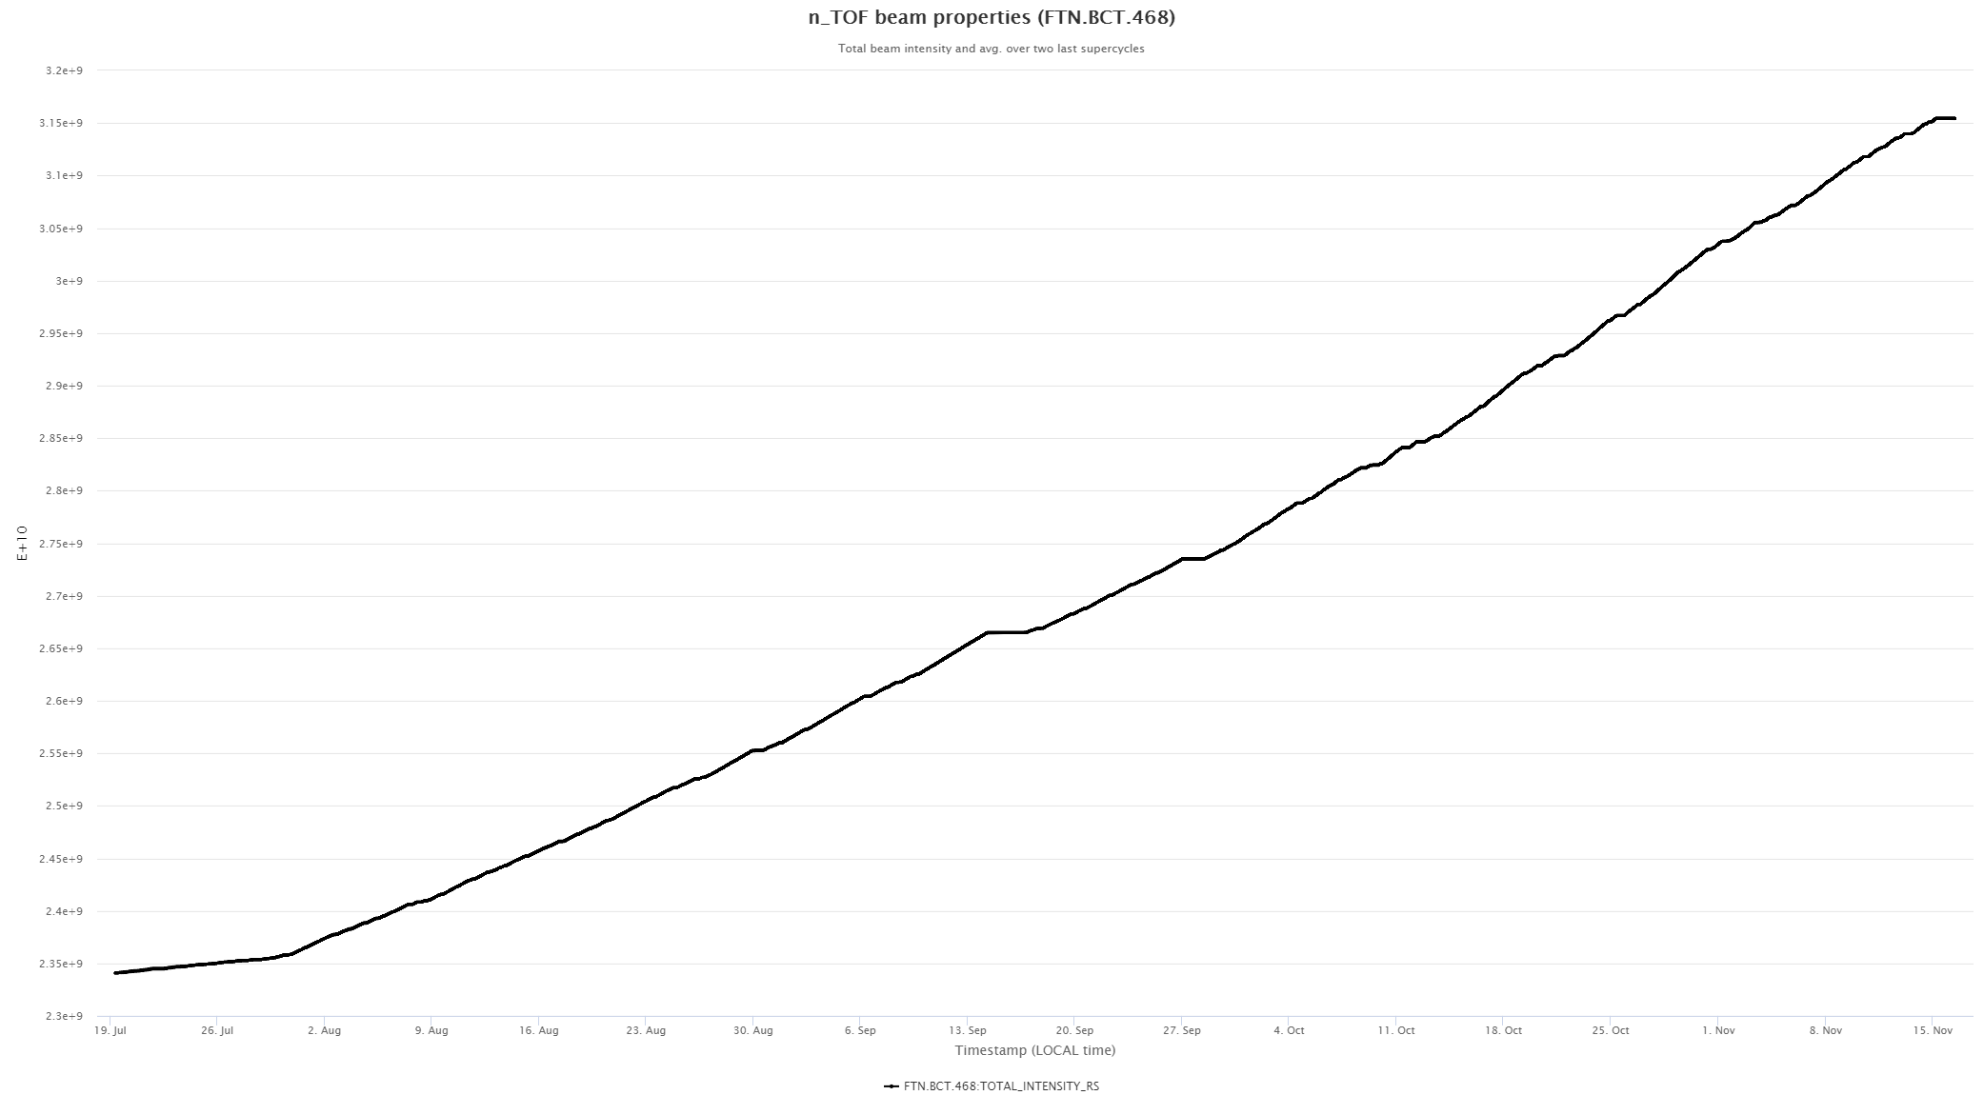 n_TOF beam properties (FTN.BCT.468)
Total beam intensity and avg. over two last supercycles
3.2e+9
3.15e+9
3.1e+9
3.05e+9
3e+9
2.95e+9
2.9e+9
2.85e+9
2.8e+9
2.75e+9
2.7e+9
2.65e+9
2.6e+9
2.55e+9
2.5e+9
2.45e+9
2.4e+9
2.35e+9
2.3e+9
E+10
19. Jul 26. Jul 2. Aug 9. Aug 16. Aug 23. Aug 30. Aug 6. Sep 13. Sep 20. Sep 27. Sep 4. Oct 11. Oct 18. Oct 25. Oct 1. Nov 8. Nov 15. Nov
Timestamp (LOCAL time)
FTN.BCT.468:TOTAL_INTENSITY_RS